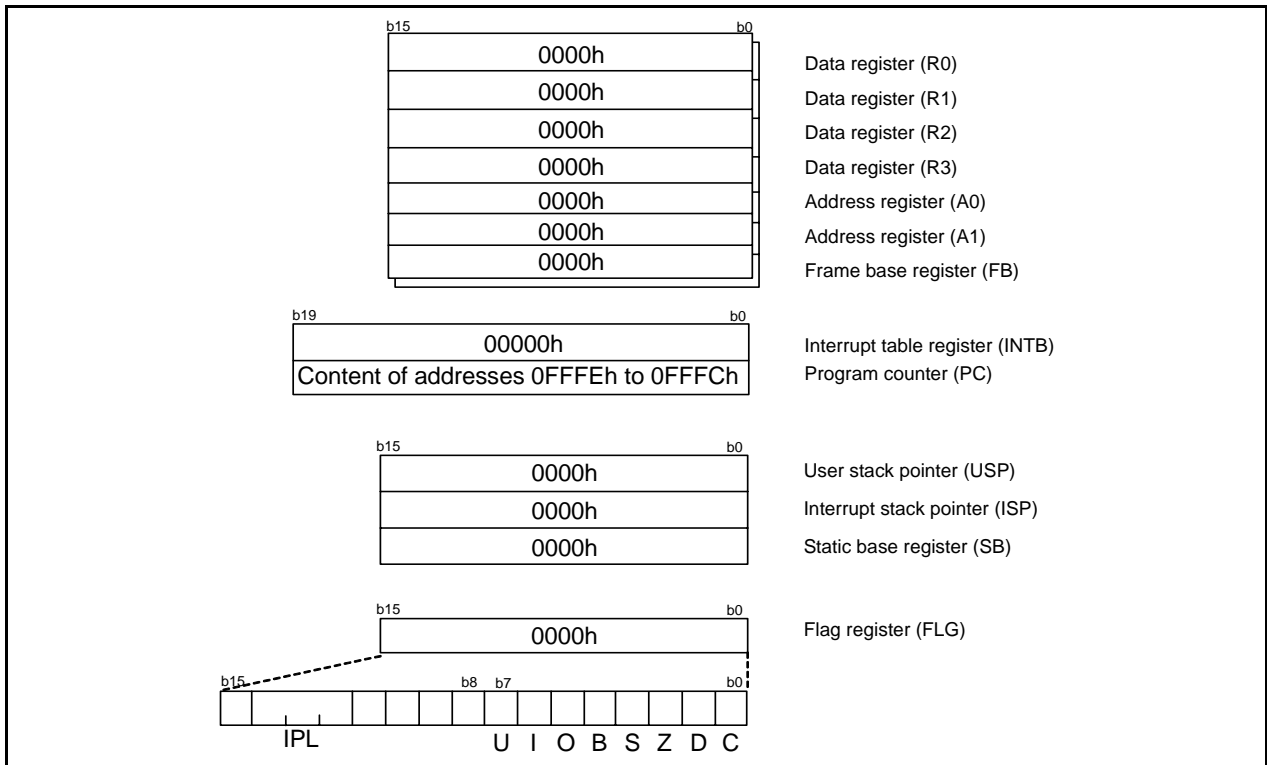 b15 b0
0000h Data register (R0)
0000h Data register (R1)
0000h Data register (R2)
0000h Data register (R3)
0000h Address register (A0)
0000h Address register (A1)
0000h Frame base register (FB)
b19 b0
00000h Interrupt table register (INTB)
Content of addresses 0FFFEh to 0FFFCh Program counter (PC)
b15 b0
0000h User stack pointer (USP)
0000h Interrupt stack pointer (ISP)
0000h Static base register (SB)
b15 b0
0000h Flag register (FLG)
b15 b8 b7 b0
IPL U I O B S Z D C